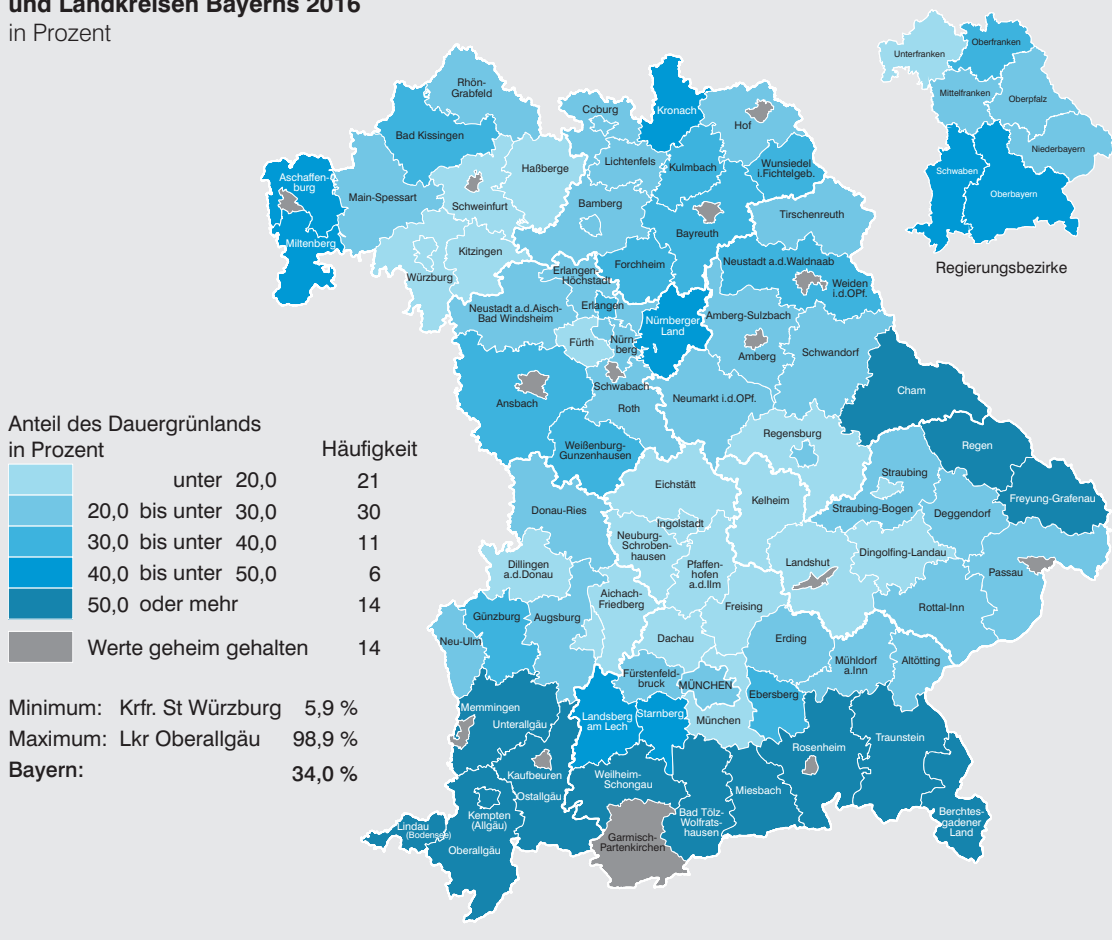 und Landkreisen Bayerns 2016
in Prozent
Unterfranken
Oberfranken
Mittelfranken
Oberpfalz
Niederbayern
Schwaben
Oberbayern
Regierungsbezirke
Rhön-
Grabfeld
Bad Kissingen
Coburg
Kronach
Hof
Lichtenfels
Kulmbach
Wunsiedel
i.Fichtelgeb.
Haßberge
Aschaffen-
burg
Main-Spessart
Schweinfurt
Bamberg
Bayreuth
Tirschenreuth
Miltenberg
Kitzingen
Würzburg
Forchheim
Erlangen-
Höchstadt
Neustadt a.d.Waldnaab
Weiden
i.d.OPf.
Neustadt a.d.Aisch-
Bad Windsheim
Erlangen
Nürnberger
Land
Amberg-Sulzbach
Fürth
Nürn-
berg
Amberg
Schwandorf
Ansbach
Schwabach
Roth
Neumarkt i.d.OPf.
Cham
Weißenburg-
Gunzenhausen
Regensburg
Regen
Straubing
Freyung-Grafenau
Eichstätt
Kelheim
Donau-Ries
Straubing-Bogen
Deggendorf
Ingolstadt
Neuburg-
Schroben-
hausen
Dingolfing-Landau
Dillingen
a.d.Donau
Pfaffen-
hofen
a.d.Ilm
Landshut
Passau
Aichach-
Friedberg
Freising
Rottal-Inn
Günzburg
Augsburg
Neu-Ulm
Dachau
Erding
Mühldorf
a.Inn
Altötting
Fürstenfeld-
bruck
MÜNCHEN
Ebersberg
München
Memmingen
Unterallgäu
Landsberg
am Lech
Starnberg
Rosenheim
Traunstein
Kaufbeuren
Ostallgäu
Weilheim-
Schongau
Miesbach
Bad Tölz-
Wolfrats-
hausen
Berchtes-
gadener
Land
Kempten
(Allgäu)
Lindau
(Bodensee)
Oberallgäu
Garmisch-
Partenkirchen
Anteil des Dauergrünlands
in Prozent Häufigkeit
unter 20,0 21
20,0 bis unter 30,0 30
30,0 bis unter 40,0 11
40,0 bis unter 50,0 6
50,0 oder mehr 14
Werte geheim gehalten 14
Minimum: Krfr. St Würzburg 5,9 %
Maximum: Lkr Oberallgäu 98,9 %
Bayern: 34,0 %